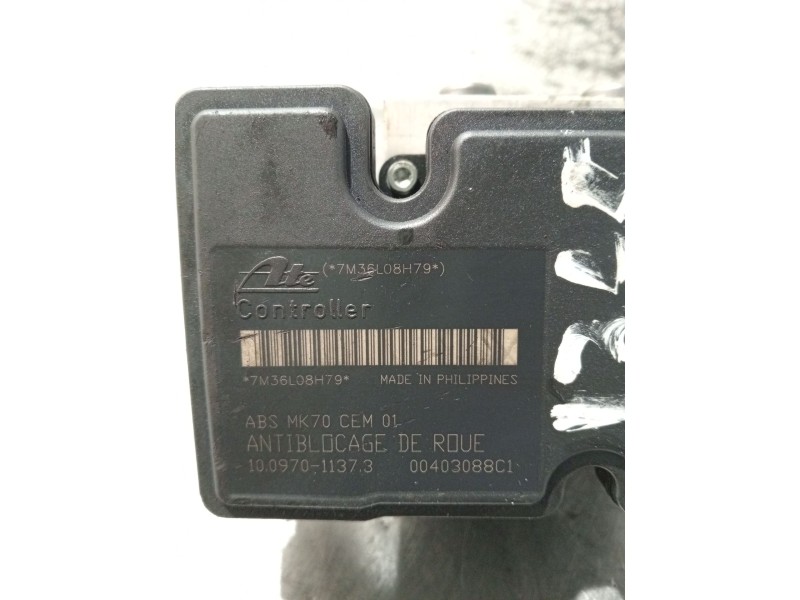 Ate (*7M36L08H79*)
Controller
*7M36L08H79* MADE IN PHILIPPINES
ABS MK70 CEM 01
ANTIBLOCAGE DE ROUE
10.0970-1137.3 00403088C1